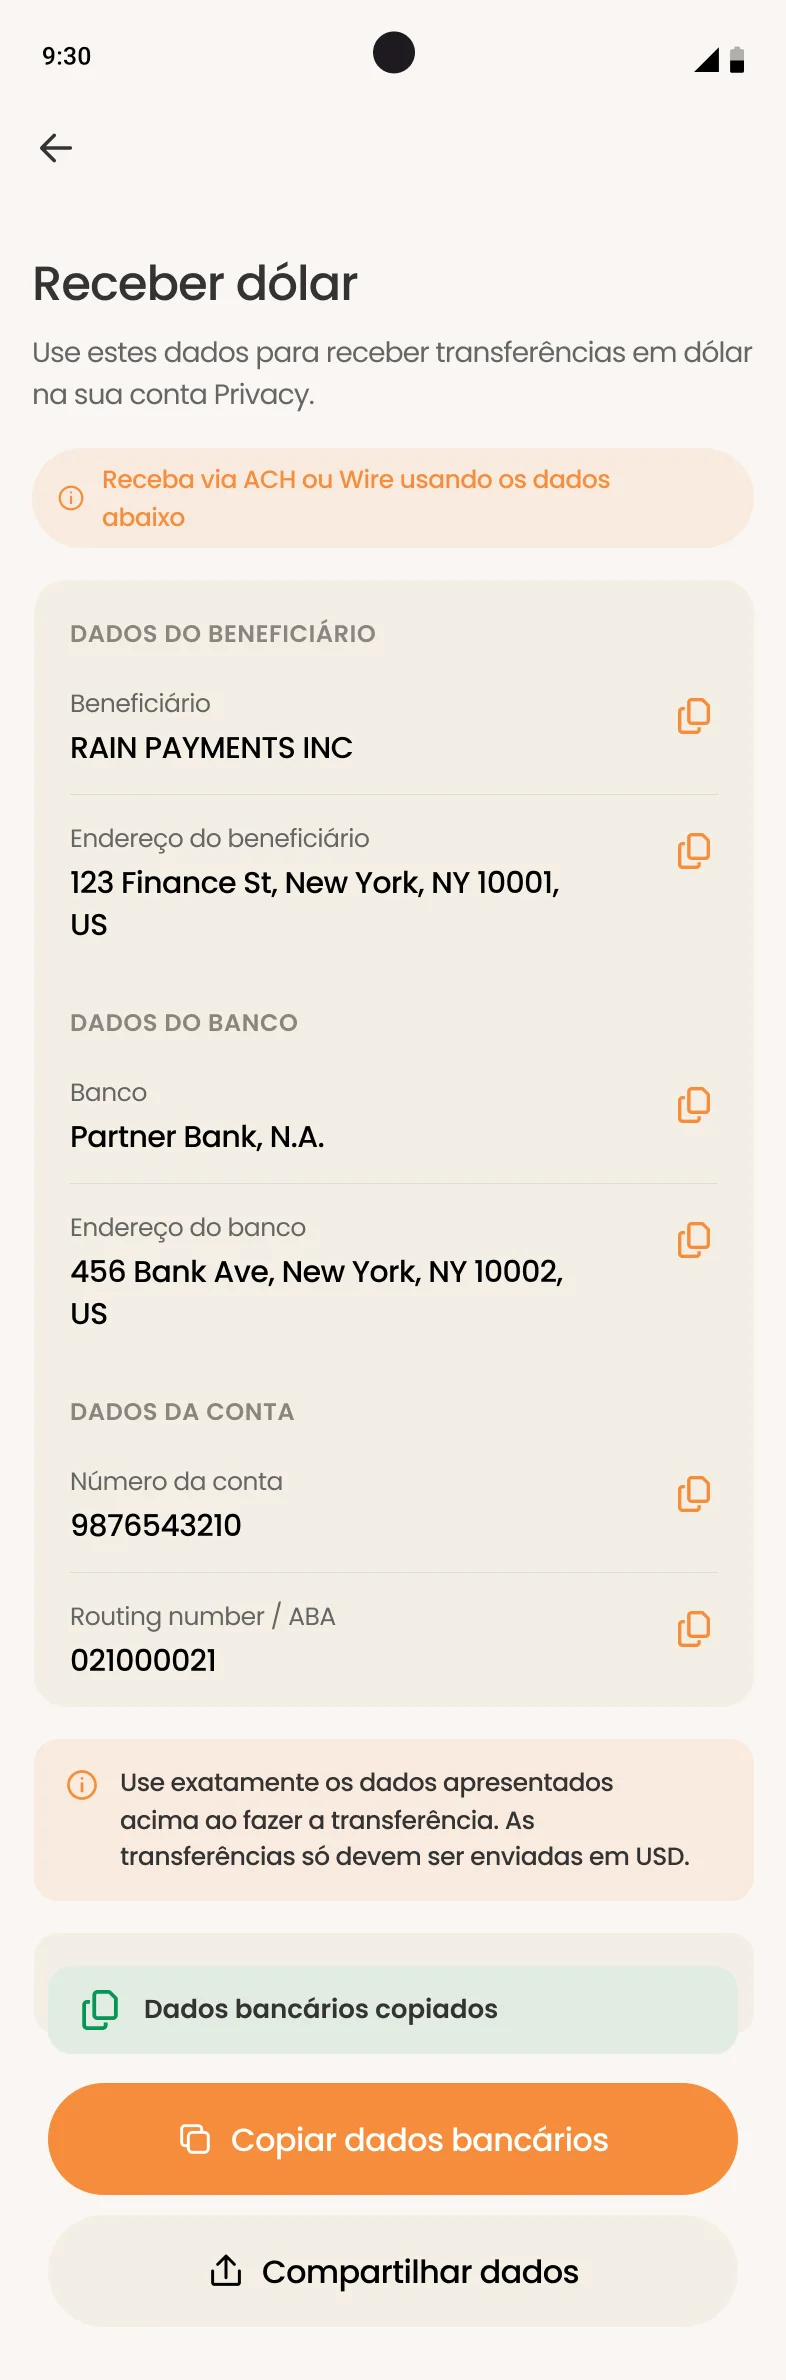 9:30
Receber dólar
Use estes dados para receber transferências em dólar
na sua conta Privacy.
Receba via ACH ou Wire usando os dados
abaixo
DADOS DO BENEFICIÁRIO
Beneficiário
RAIN PAYMENTS INC
Endereço do beneficiário
123 Finance St, New York, NY 10001,
US
DADOS DO BANCO
Banco
Partner Bank, N.A.
Endereço do banco
456 Bank Ave, New York, NY 10002,
US
DADOS DA CONTA
Número da conta
9876543210
Routing number / ABA
021000021
Use exatamente os dados apresentados
acima ao fazer a transferência. As
transferências só devem ser enviadas em USD.
Dados bancários copiados
Copiar dados bancários
Compartilhar dados